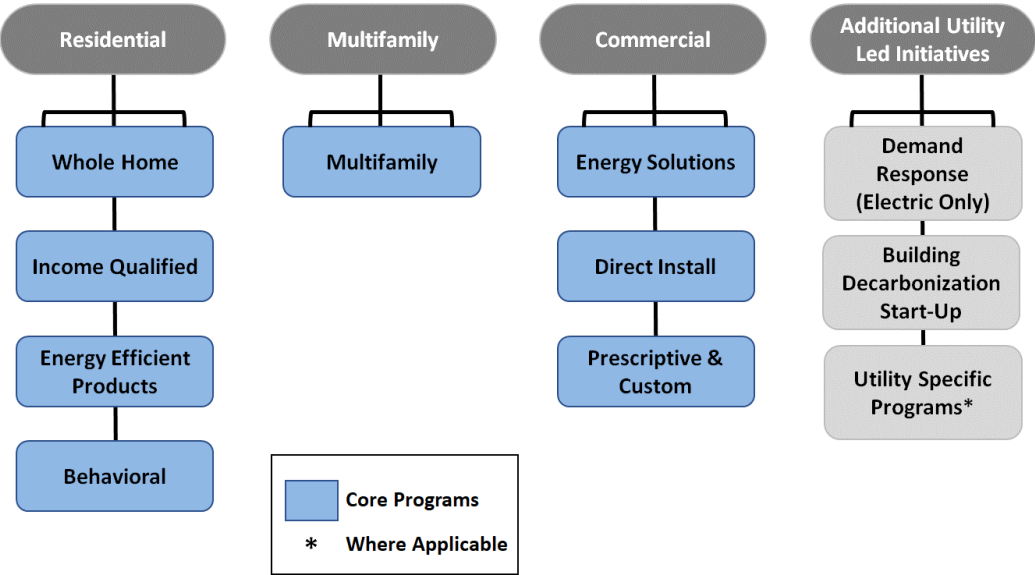 Residential
Whole Home
Income Qualified
Energy Efficient
Products
Behavioral
Multifamily
Multifamily
Commercial
Energy Solutions
Direct Install
Prescriptive &
Custom
Additional Utility
Led Initiatives
Demand
Response
(Electric Only)
Building
Decarbonization
Start-Up
Utility Specific
Programs*
Core Programs
* Where Applicable